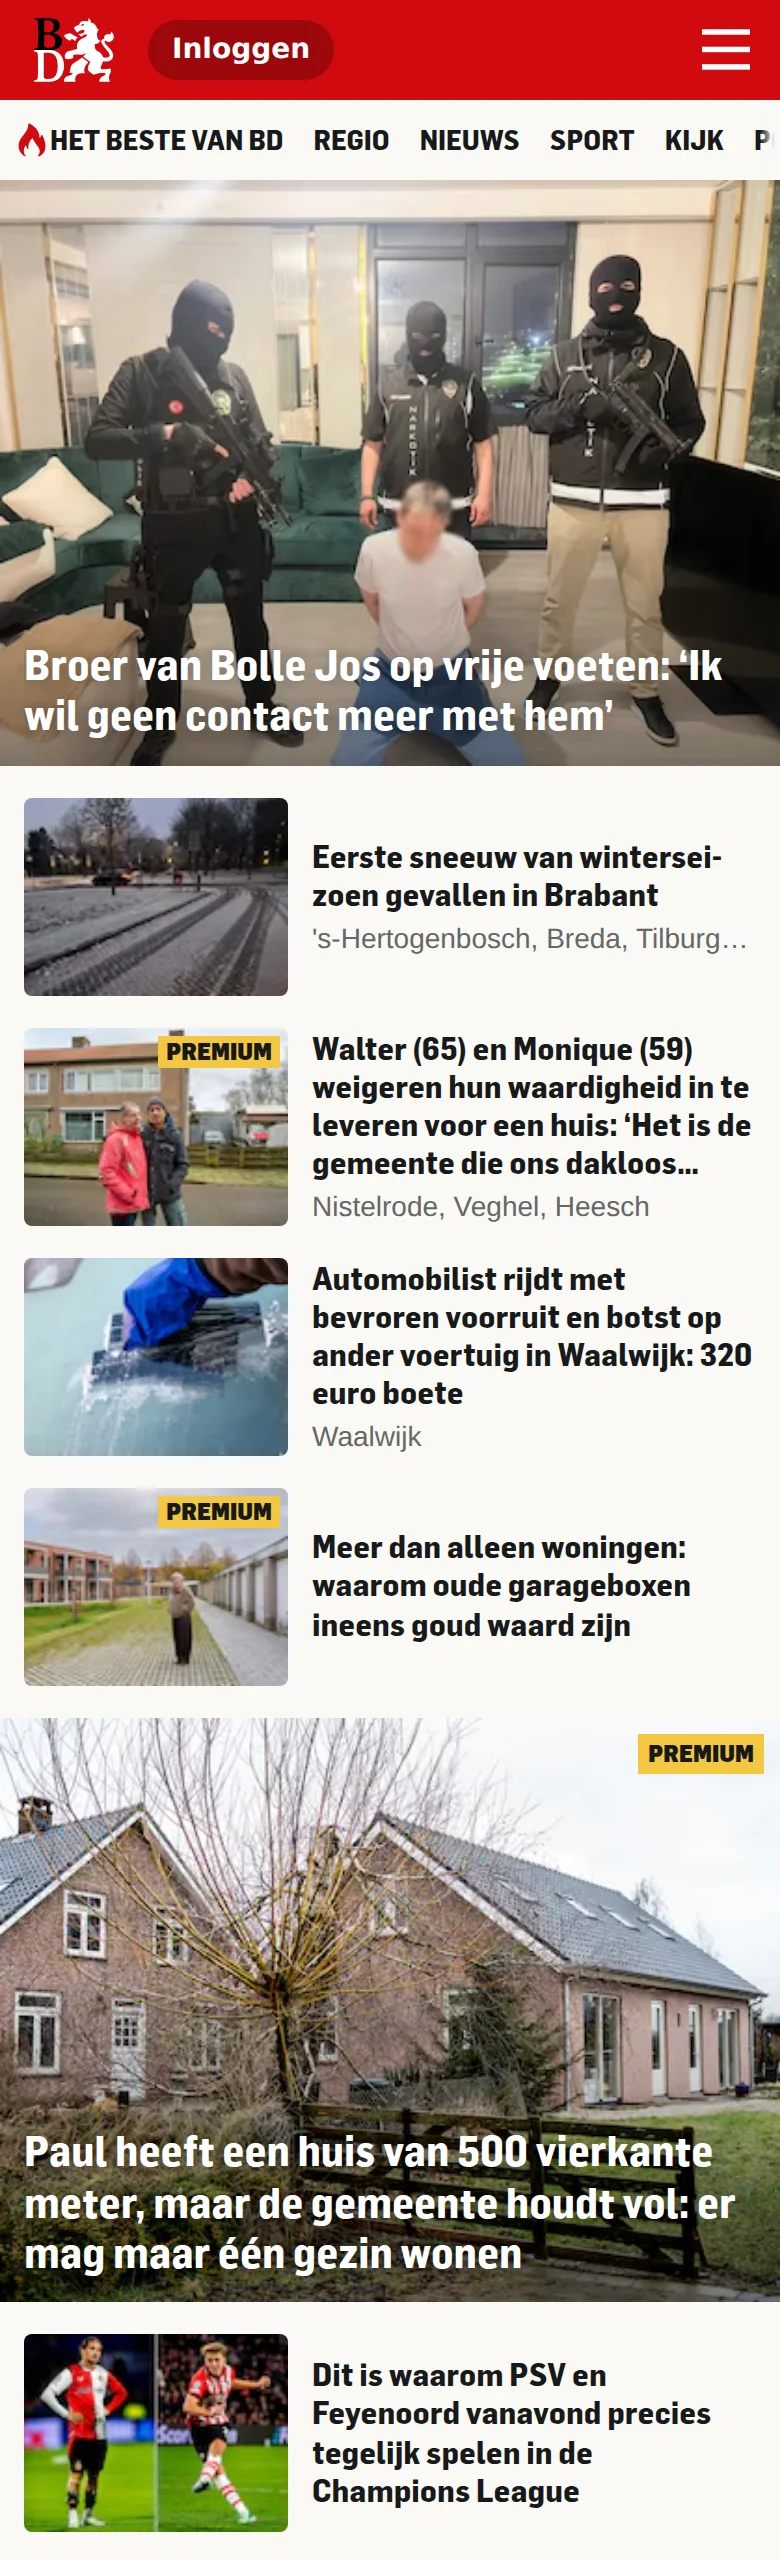 BD
Inloggen
HET BESTE VAN BD REGIO NIEUWS SPORT KIJK
NARKOTIK
TIK
Broer van Bolle Jos op vrije voeten: ‘Ik
wil geen contact meer met hem’
Eerste sneeuw van wintersei-
zoen gevallen in Brabant
's-Hertogenbosch, Breda, Tilburg…
PREMIUM
Walter (65) en Monique (59)
weigeren hun waardigheid in te
leveren voor een huis: ‘Het is de
gemeente die ons dakloos...
Nistelrode, Veghel, Heesch
Automobilist rijdt met
bevroren voorruit en botst op
ander voertuig in Waalwijk: 320
euro boete
Waalwijk
PREMIUM
Meer dan alleen woningen:
waarom oude garageboxen
ineens goud waard zijn
PREMIUM
Paul heeft een huis van 500 vierkante
meter, maar de gemeente houdt vol: er
mag maar één gezin wonen
Dit is waarom PSV en
Feyenoord vanavond precies
tegelijk spelen in de
Champions League